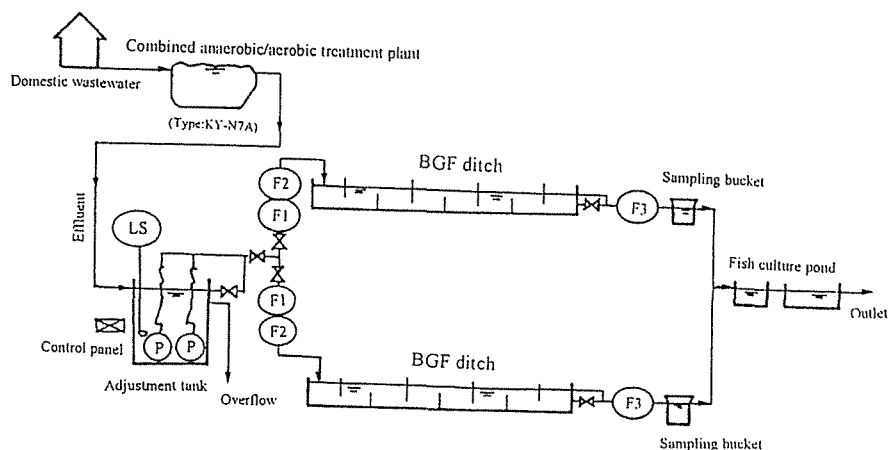 Combined anaerobic/aerobic treatment plant
Domestic wastewater
(Type:KY-N7A)
BGF ditch
Sampling bucket
F2
F1
F3
Effluent
LS
Fish culture pond
F1
F2
Outlet
Control panel
P
P
BGF ditch
Adjustment tank
Overflow
F3
Sampling bucket